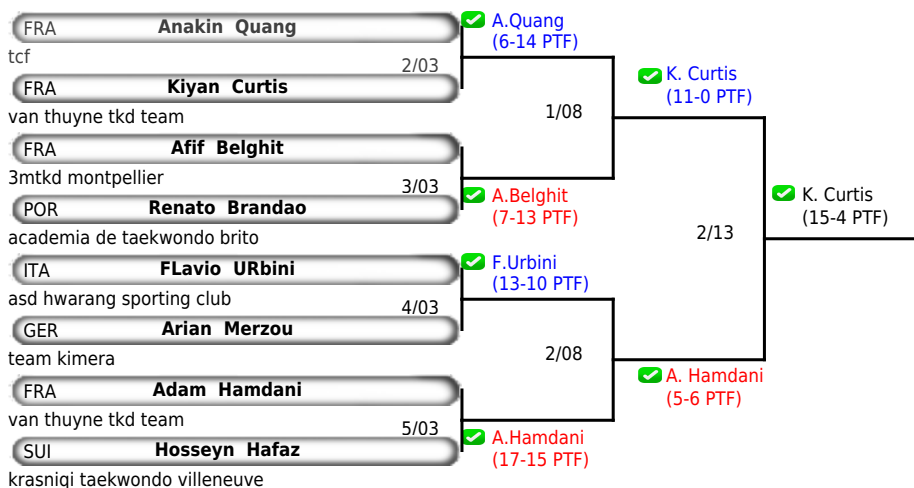 FRA Anakin Quang
tcf
2/03
FRA Kiyan Curtis
van thuyne tkd team
FRA Afif Belghit
3mtkd montpellier
3/03
POR Renato Brandao
academia de taekwondo brito
ITA FLavio URbini
asd hwarang sporting club
4/03
GER Arian Merzou
team kimera
FRA Adam Hamdani
van thuyne tkd team
5/03
SUI Hosseyn Hafaz
krasniqi taekwondo villeneuve
A.Quang
(6-14 PTF)
1/08
A.Belghit
(7-13 PTF)
F.Urbini
(13-10 PTF)
2/08
A.Hamdani
(17-15 PTF)
K. Curtis
(11-0 PTF)
2/13
A. Hamdani
(5-6 PTF)
K. Curtis
(15-4 PTF)